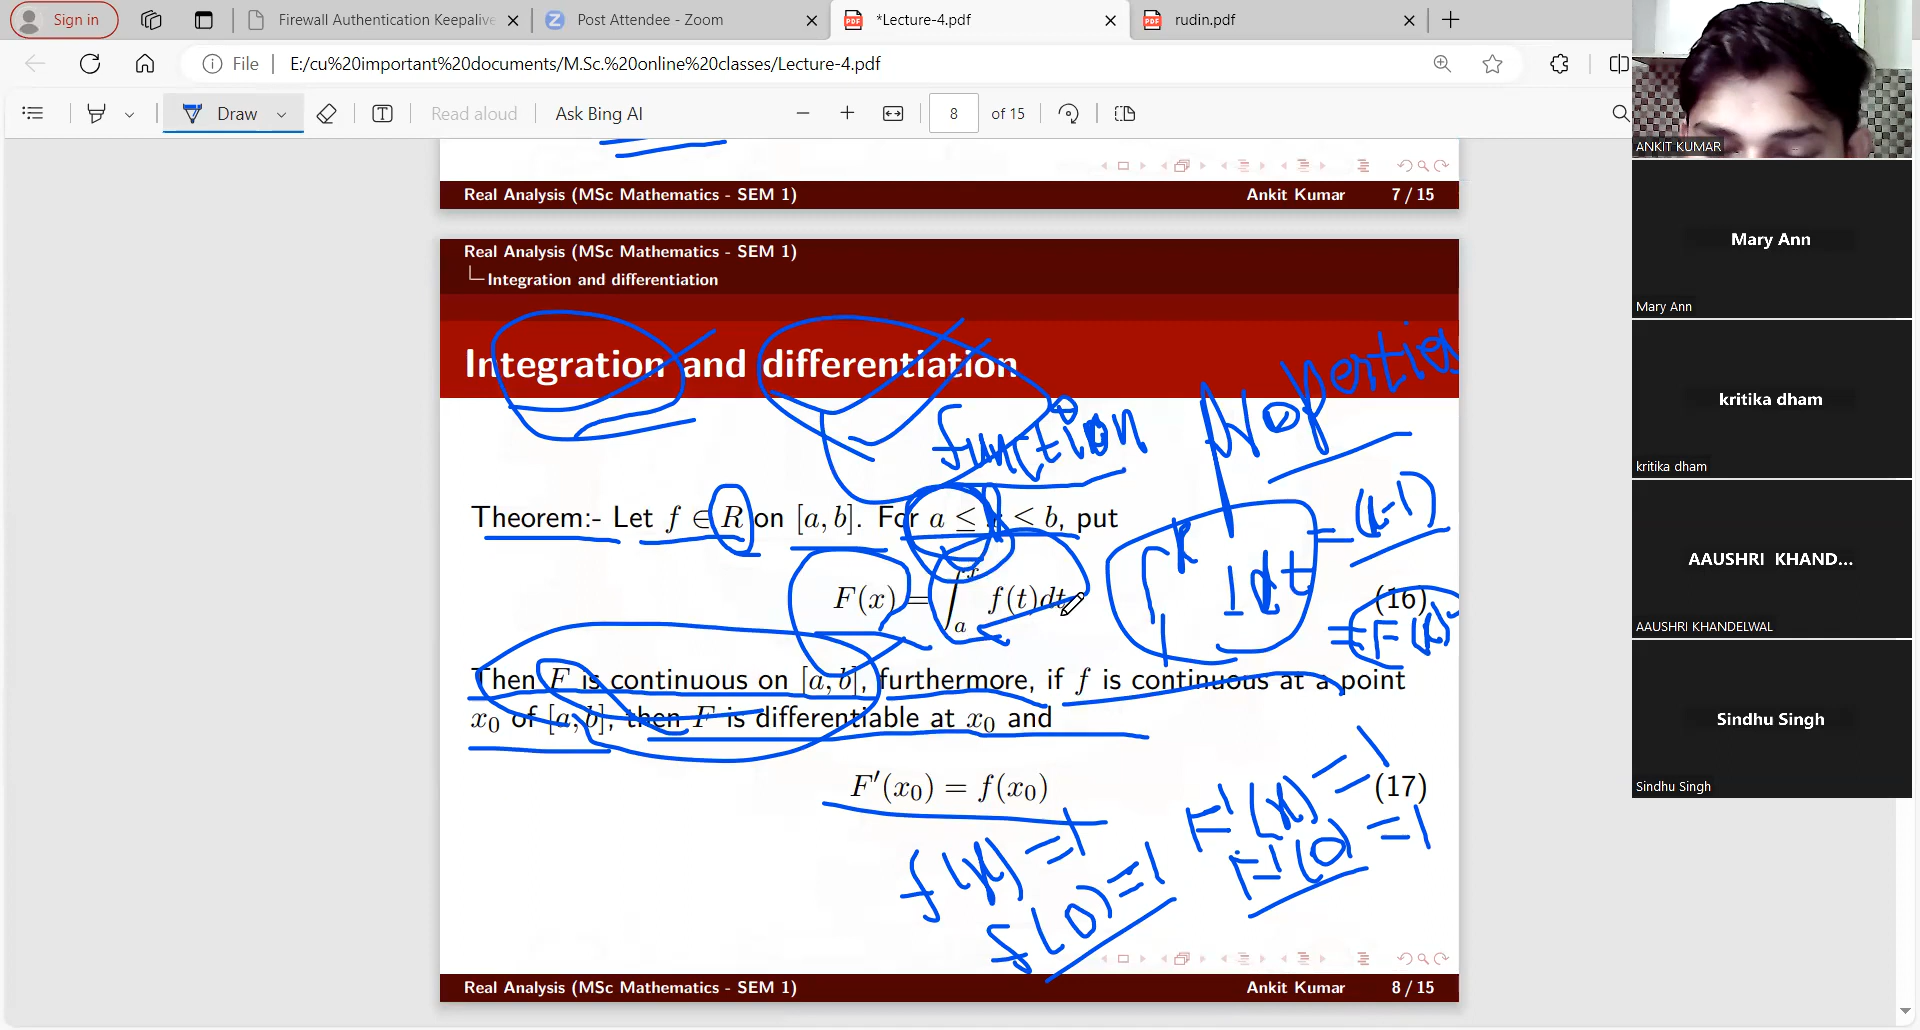 Sign in
Firewall Authentication Keepalive
Post Attendee - Zoom
*Lecture-4.pdf
rudin.pdf
File
E:/cu%20important%20documents/M.Sc.%20online%20classes/Lecture-4.pdf
Draw
Read aloud
Ask Bing AI
8 of 15
Real Analysis (MSc Mathematics - SEM 1) Ankit Kumar 7 / 15
Real Analysis (MSc Mathematics - SEM 1)
Integration and differentiation
Integration and differentiation
Properties
function
Theorem:- Let f ∈ R on [a, b]. For a ≤ x ≤ b, put
∫₁ˣ 1dt = (x-1)
F(x) = ∫ₐˣ f(t)dt (16)
= F(x)
Then F is continuous on [a, b], furthermore, if f is continuous at a point
x₀ of [a, b], then F is differentiable at x₀ and
F′(x₀) = f(x₀) (17)
F'(x) = 1
f(x) = 1
F'(0) = 1
f(0) = 1
Real Analysis (MSc Mathematics - SEM 1) Ankit Kumar 8 / 15
ANKIT KUMAR
Mary Ann
Mary Ann
kritika dham
kritika dham
AAUSHRI KHAND...
AAUSHRI KHANDELWAL
Sindhu Singh
Sindhu Singh